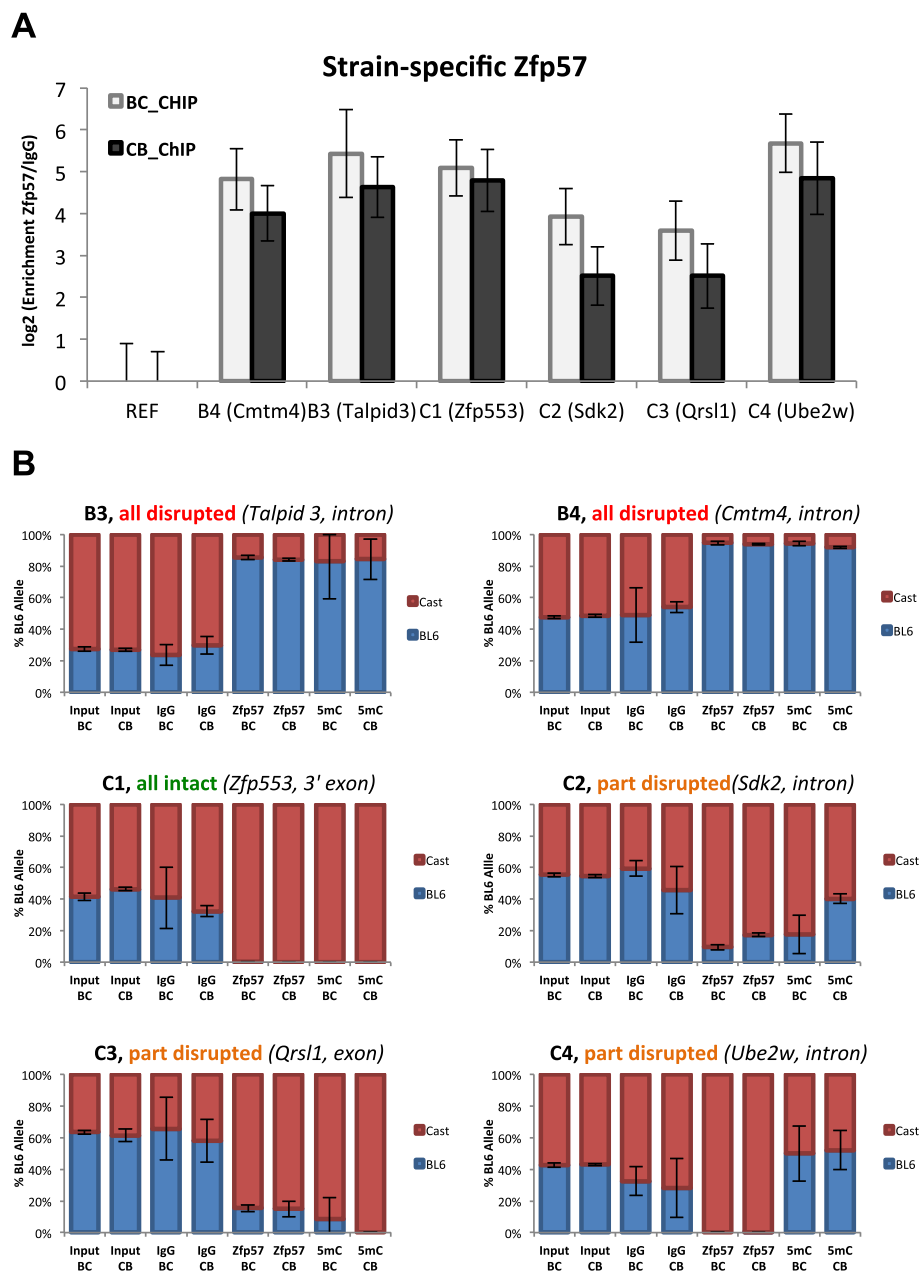 A
Strain-specific Zfp57
log2 (Enrichment Zfp57/IgG)
7
6
5
4
3
2
1
0
BC_CHIP
CB_ChIP
REF
B4 (Cmtm4)
B3 (Talpid3)
C1 (Zfp553)
C2 (Sdk2)
C3 (Qrsl1)
C4 (Ube2w)
B
B3, all disrupted (Talpid 3, intron)
% BL6 Allele
100%
80%
60%
40%
20%
0%
Input BC
Input CB
IgG BC
IgG CB
Zfp57 BC
Zfp57 CB
5mC BC
5mC CB
Cast
BL6
B4, all disrupted (Cmtm4, intron)
% BL6 Allele
100%
80%
60%
40%
20%
0%
Input BC
Input CB
IgG BC
IgG CB
Zfp57 BC
Zfp57 CB
5mC BC
5mC CB
Cast
BL6
C1, all intact (Zfp553, 3' exon)
% BL6 Allele
100%
80%
60%
40%
20%
0%
Input BC
Input CB
IgG BC
IgG CB
Zfp57 BC
Zfp57 CB
5mC BC
5mC CB
Cast
BL6
C2, part disrupted(Sdk2, intron)
% BL6 Allele
100%
80%
60%
40%
20%
0%
Input BC
Input CB
IgG BC
IgG CB
Zfp57 BC
Zfp57 CB
5mC BC
5mC CB
Cast
BL6
C3, part disrupted (Qrsl1, exon)
% BL6 Allele
100%
80%
60%
40%
20%
0%
Input BC
Input CB
IgG BC
IgG CB
Zfp57 BC
Zfp57 CB
5mC BC
5mC CB
Cast
BL6
C4, part disrupted (Ube2w, intron)
% BL6 Allele
100%
80%
60%
40%
20%
0%
Input BC
Input CB
IgG BC
IgG CB
Zfp57 BC
Zfp57 CB
5mC BC
5mC CB
Cast
BL6